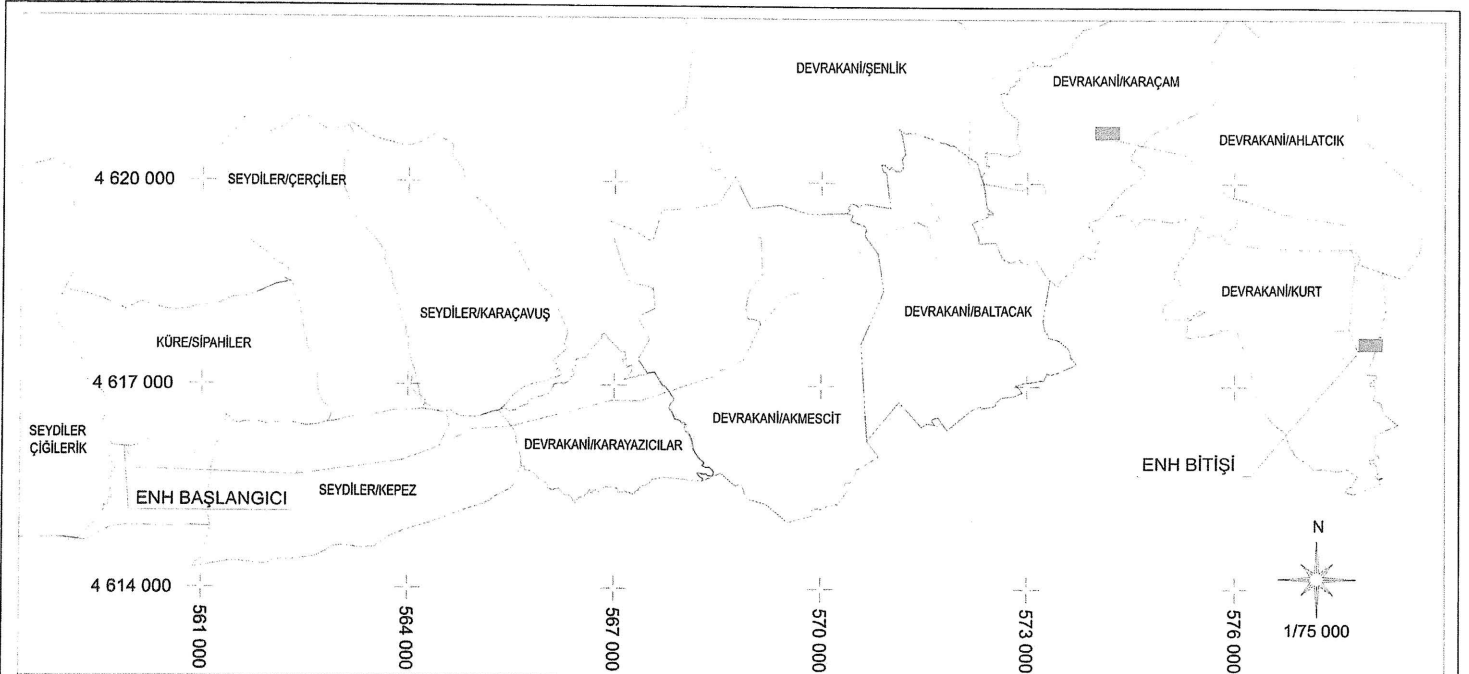 DEVRAKANİ/ŞENLİK
DEVRAKANİ/KARAÇAM
DEVRAKANİ/AHLATCIK
4 620 000
SEYDİLER/ÇERÇİLER
DEVRAKANİ/KURT
SEYDİLER/KARAÇAVUŞ
DEVRAKANİ/BALTACAK
KÜRE/SİPAHİLER
4 617 000
SEYDİLER
ÇİĞİLERİK
DEVRAKANİ/AKMESCİT
DEVRAKANİ/KARAYAZICILAR
ENH BİTİŞİ
SEYDİLER/KEPEZ
ENH BAŞLANGICI
N
4 614 000
1/75 000
561 000
564 000
567 000
570 000
573 000
576 000